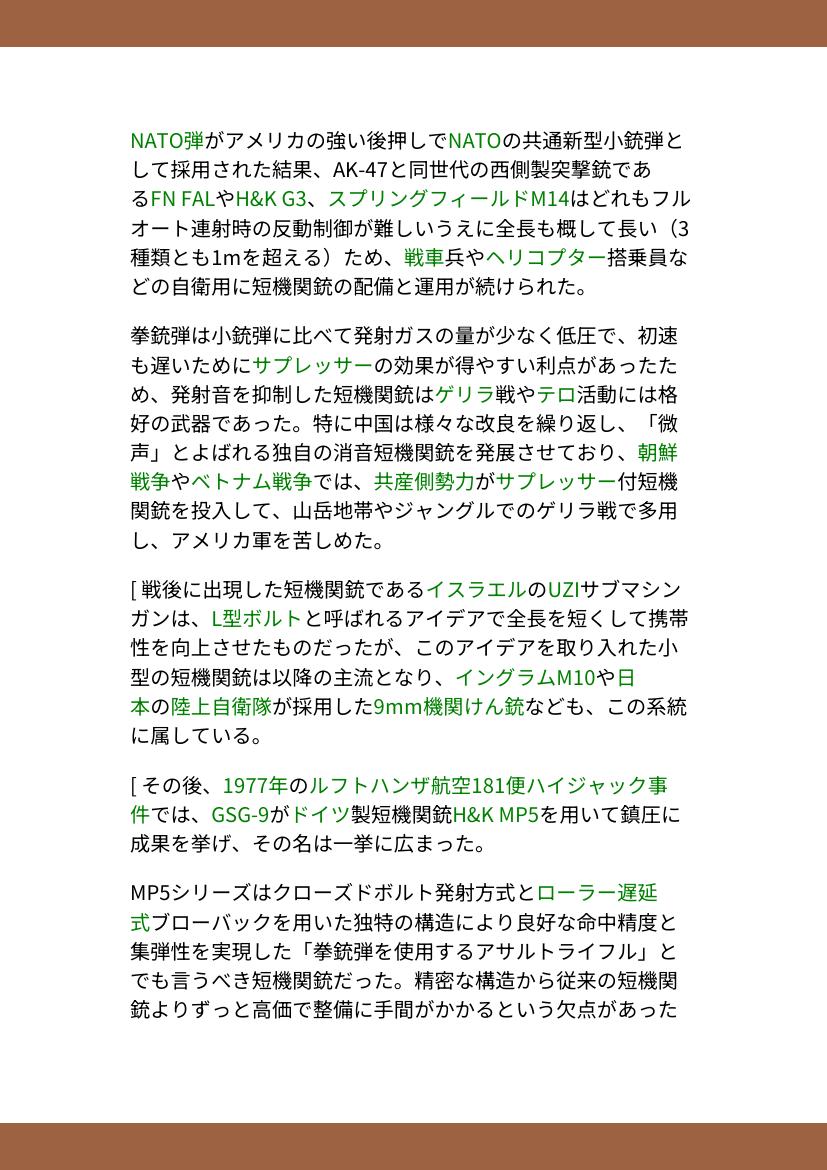 NATO弾がアメリカの強い後押しでNATOの共通新型小銃弾と
して採用された結果、AK-47と同世代の西側製突撃銃であ
るFN FALやH&K G3、スプリングフィールドM14はどれもフル
オート連射時の反動制御が難しいうえに全長も概して長い（3
種類とも1mを超える）ため、戦車兵やヘリコプター搭乗員な
どの自衛用に短機関銃の配備と運用が続けられた。
拳銃弾は小銃弾に比べて発射ガスの量が少なく低圧で、初速
も遅いためにサプレッサーの効果が得やすい利点があったた
め、発射音を抑制した短機関銃はゲリラ戦やテロ活動には格
好の武器であった。特に中国は様々な改良を繰り返し、「微
声」とよばれる独自の消音短機関銃を発展させており、朝鮮
戦争やベトナム戦争では、共産側勢力がサプレッサー付短機
関銃を投入して、山岳地帯やジャングルでのゲリラ戦で多用
し、アメリカ軍を苦しめた。
[ 戦後に出現した短機関銃であるイスラエルのUZIサブマシン
ガンは、L型ボルトと呼ばれるアイデアで全長を短くして携帯
性を向上させたものだったが、このアイデアを取り入れた小
型の短機関銃は以降の主流となり、イングラムM10や日
本の陸上自衛隊が採用した9mm機関けん銃なども、この系統
に属している。
[ その後、1977年のルフトハンザ航空181便ハイジャック事
件では、GSG-9がドイツ製短機関銃H&K MP5を用いて鎮圧に
成果を挙げ、その名は一挙に広まった。
MP5シリーズはクローズドボルト発射方式とローラー遅延
式ブローバックを用いた独特の構造により良好な命中精度と
集弾性を実現した「拳銃弾を使用するアサルトライフル」と
でも言うべき短機関銃だった。精密な構造から従来の短機関
銃よりずっと高価で整備に手間がかかるという欠点があった